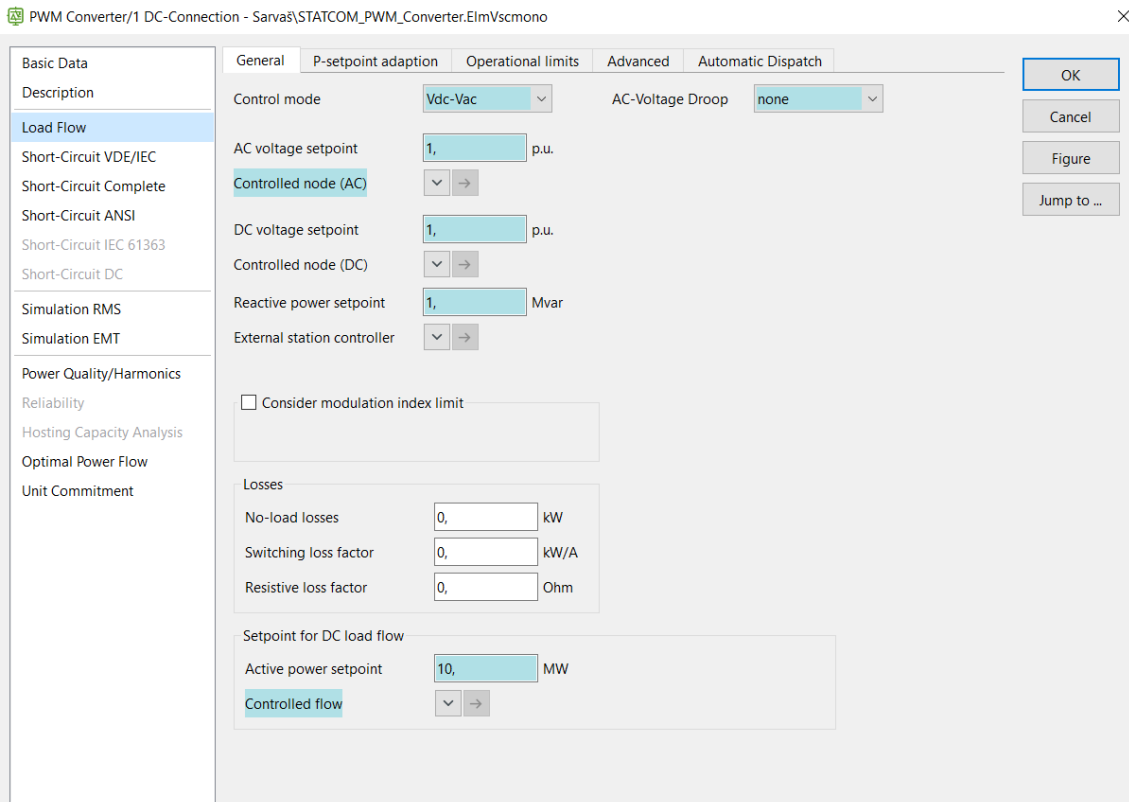 PWM Converter/1 DC-Connection - Sarvaš\STATCOM_PWM_Converter.ElmVscmono
Basic Data
Description
Load Flow
Short-Circuit VDE/IEC
Short-Circuit Complete
Short-Circuit ANSI
Short-Circuit IEC 61363
Short-Circuit DC
Simulation RMS
Simulation EMT
Power Quality/Harmonics
Reliability
Hosting Capacity Analysis
Optimal Power Flow
Unit Commitment
General P-setpoint adaption Operational limits Advanced Automatic Dispatch
Control mode Vdc-Vac AC-Voltage Droop none
AC voltage setpoint 1, p.u.
Controlled node (AC)
DC voltage setpoint 1, p.u.
Controlled node (DC)
Reactive power setpoint 1, Mvar
External station controller
Consider modulation index limit
Losses
No-load losses 0, kW
Switching loss factor 0, kW/A
Resistive loss factor 0, Ohm
Setpoint for DC load flow
Active power setpoint 10, MW
Controlled flow
OK
Cancel
Figure
Jump to ...